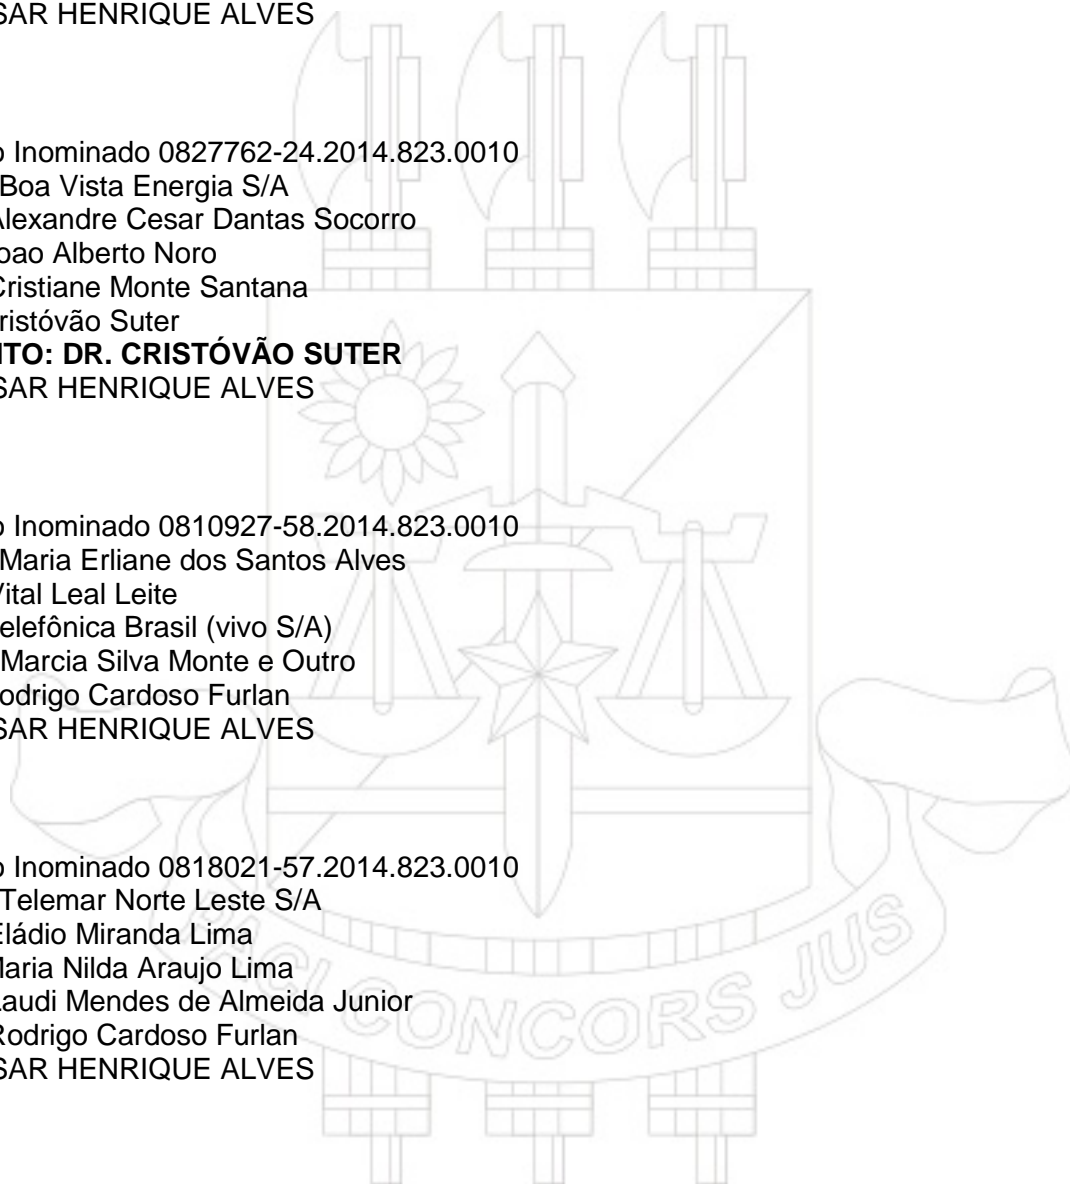 SAR HENRIQUE ALVES
o Inominado 0827762-24.2014.823.0010
Boa Vista Energia S/A
Alexandre Cesar Dantas Socorro
oao Alberto Noro
Cristiane Monte Santana
ristóvão Suter
ITO: DR. CRISTÓVÃO SUTER
SAR HENRIQUE ALVES
o Inominado 0810927-58.2014.823.0010
Maria Erliane dos Santos Alves
Vital Leal Leite
elefônica Brasil (vivo S/A)
Marcia Silva Monte e Outro
odrigo Cardoso Furlan
SAR HENRIQUE ALVES
o Inominado 0818021-57.2014.823.0010
Telemar Norte Leste S/A
Eládio Miranda Lima
Maria Nilda Araujo Lima
Laudi Mendes de Almeida Junior
Rodrigo Cardoso Furlan
SAR HENRIQUE ALVES
PACI CONCORS JUS